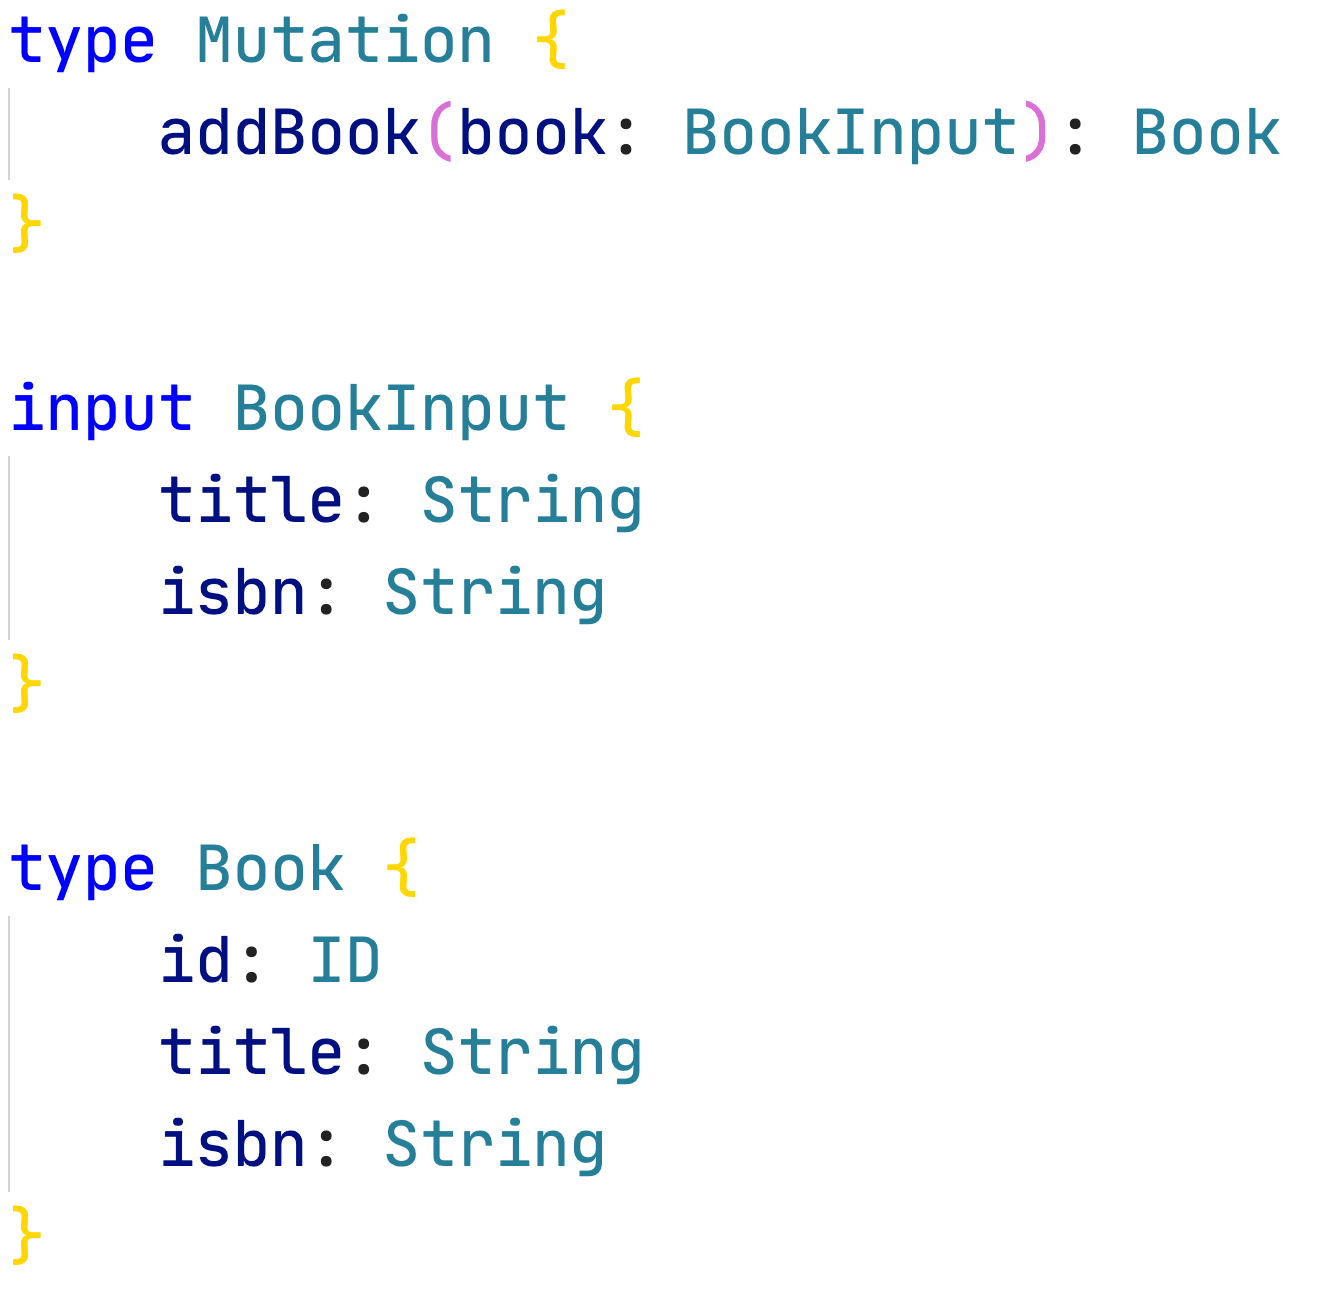 type Mutation {
    addBook(book: BookInput): Book
}

input BookInput {
    title: String
    isbn: String
}

type Book {
    id: ID
    title: String
    isbn: String
}